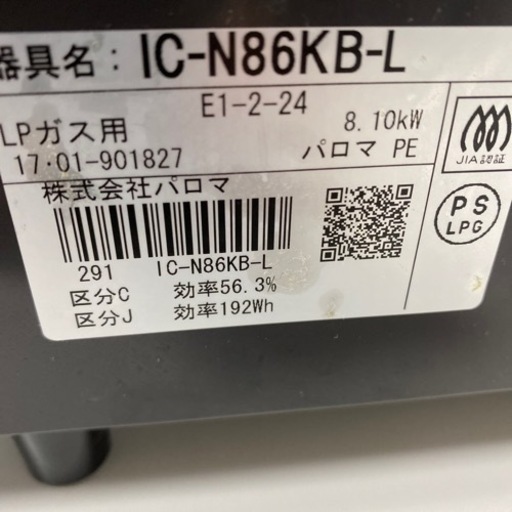 器具名：IC-N86KB-L
E1-2-24
LPガス用 8.10kW
17·01-901827 パロマ PE
JIA認証
株式会社パロマ
PS
LPG
291 IC-N86KB-L
区分C 効率56.3%
区分J 効率192Wh